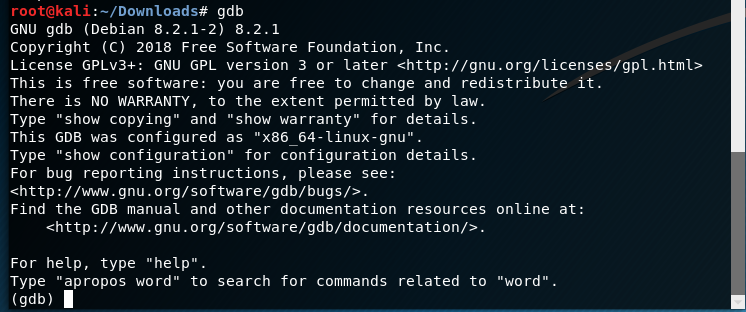 root@kali:~/Downloads# gdb
GNU gdb (Debian 8.2.1-2) 8.2.1
Copyright (C) 2018 Free Software Foundation, Inc.
License GPLv3+: GNU GPL version 3 or later <http://gnu.org/licenses/gpl.html>
This is free software: you are free to change and redistribute it.
There is NO WARRANTY, to the extent permitted by law.
Type "show copying" and "show warranty" for details.
This GDB was configured as "x86_64-linux-gnu".
Type "show configuration" for configuration details.
For bug reporting instructions, please see:
<http://www.gnu.org/software/gdb/bugs/>.
Find the GDB manual and other documentation resources online at:
    <http://www.gnu.org/software/gdb/documentation/>.

For help, type "help".
Type "apropos word" to search for commands related to "word".
(gdb)